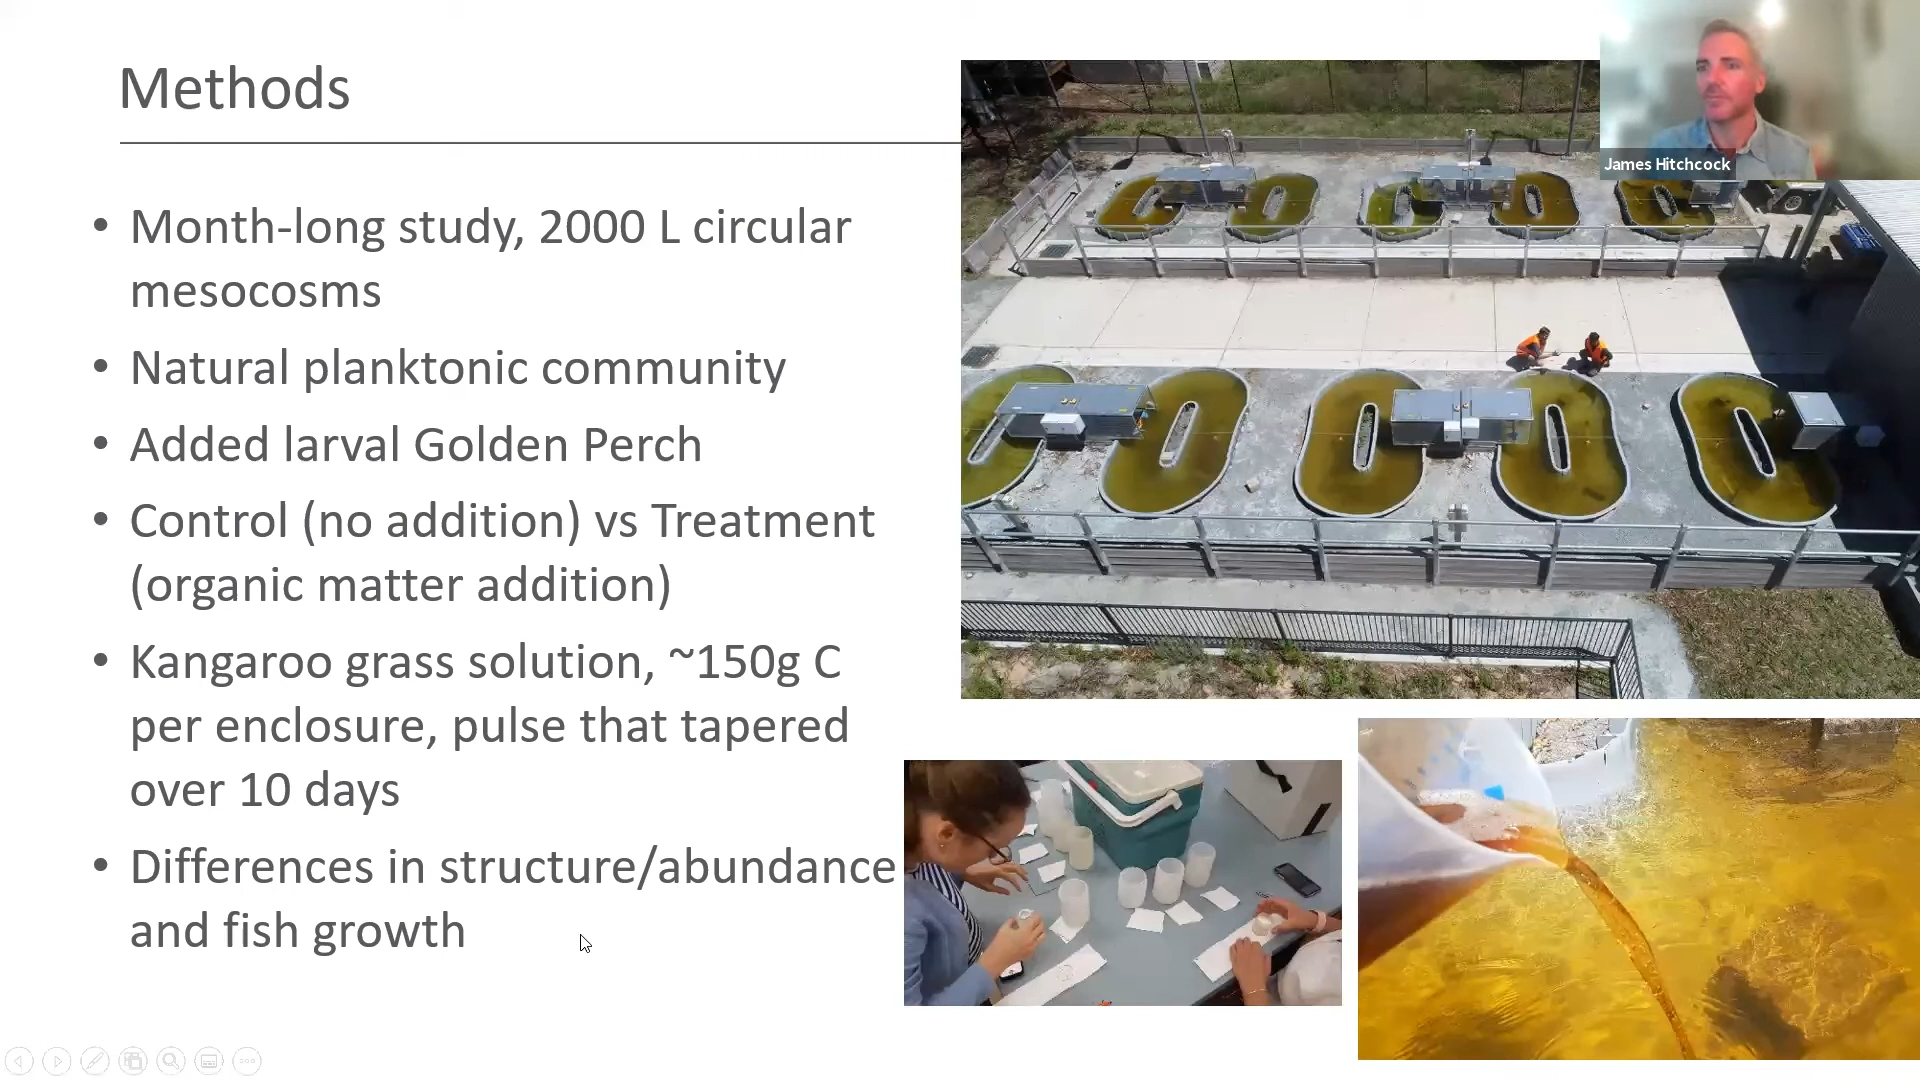 Methods
James Hitchcock
• Month-long study, 2000 L circular
mesocosms
• Natural planktonic community
• Added larval Golden Perch
• Control (no addition) vs Treatment
(organic matter addition)
• Kangaroo grass solution, ~150g C
per enclosure, pulse that tapered
over 10 days
• Differences in structure/abundance
and fish growth